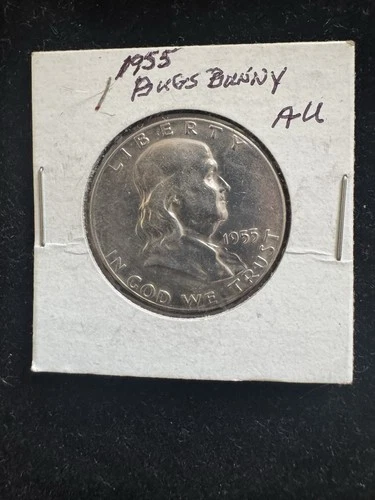 1955
BUGS BUNNY
AU
LIBERTY
1955
IN GOD WE TRUST